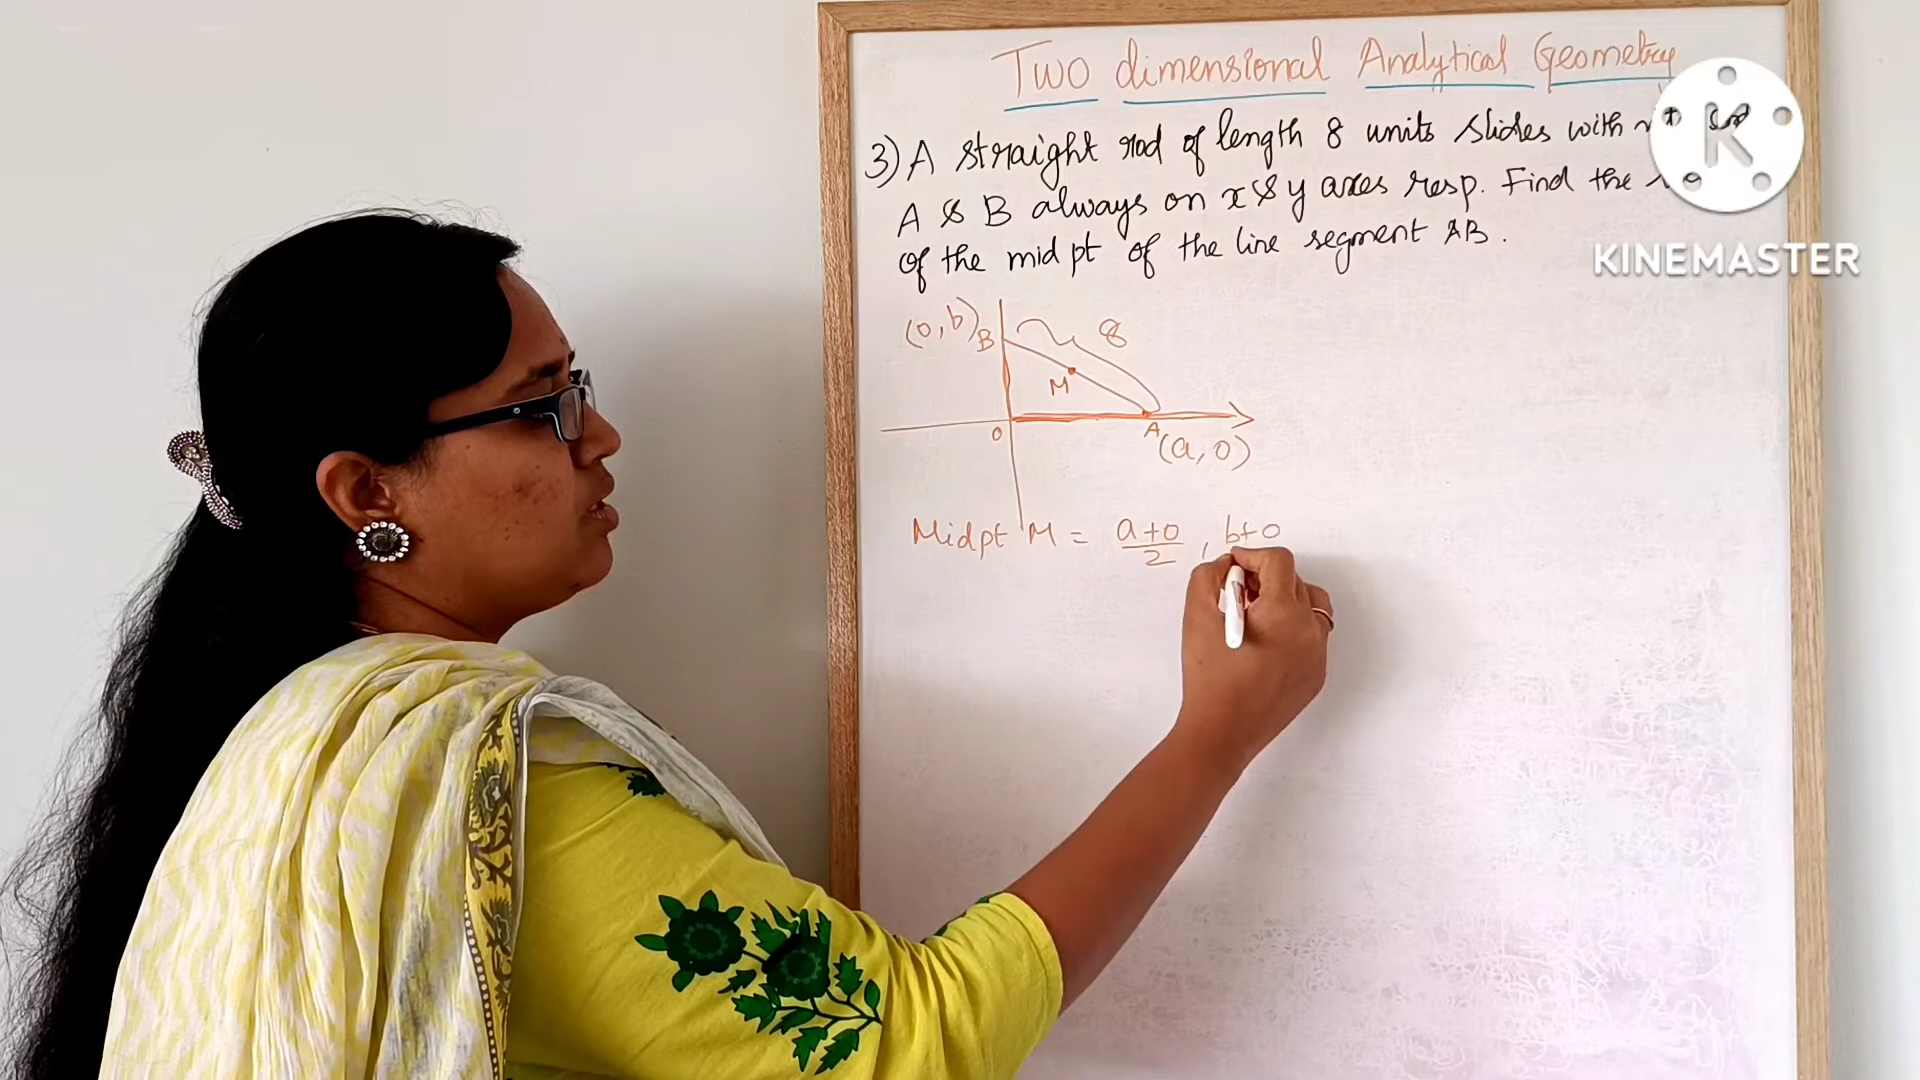 Two dimensional Analytical Geometry
3) A straight rod of length 8 units slides with
A & B always on x & y axes resp. Find the
of the mid pt of the line segment AB.
K
KINEMASTER
(0, b) B
8
M
0
A
(a, 0)
Midpt M = a+0/2 , b+0